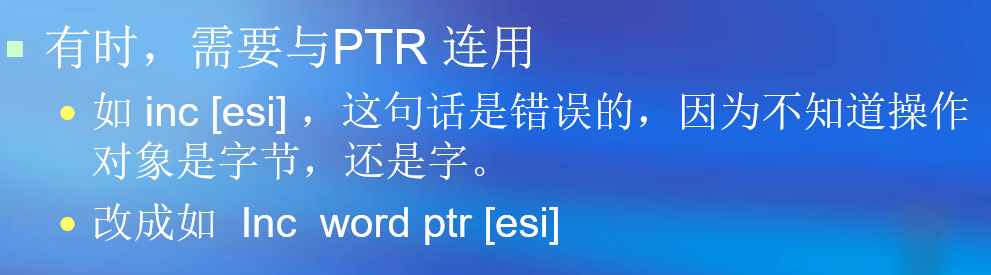 有时，需要与PTR 连用
如 inc [esi] ，这句话是错误的，因为不知道操作
对象是字节，还是字。
改成如  Inc  word ptr [esi]